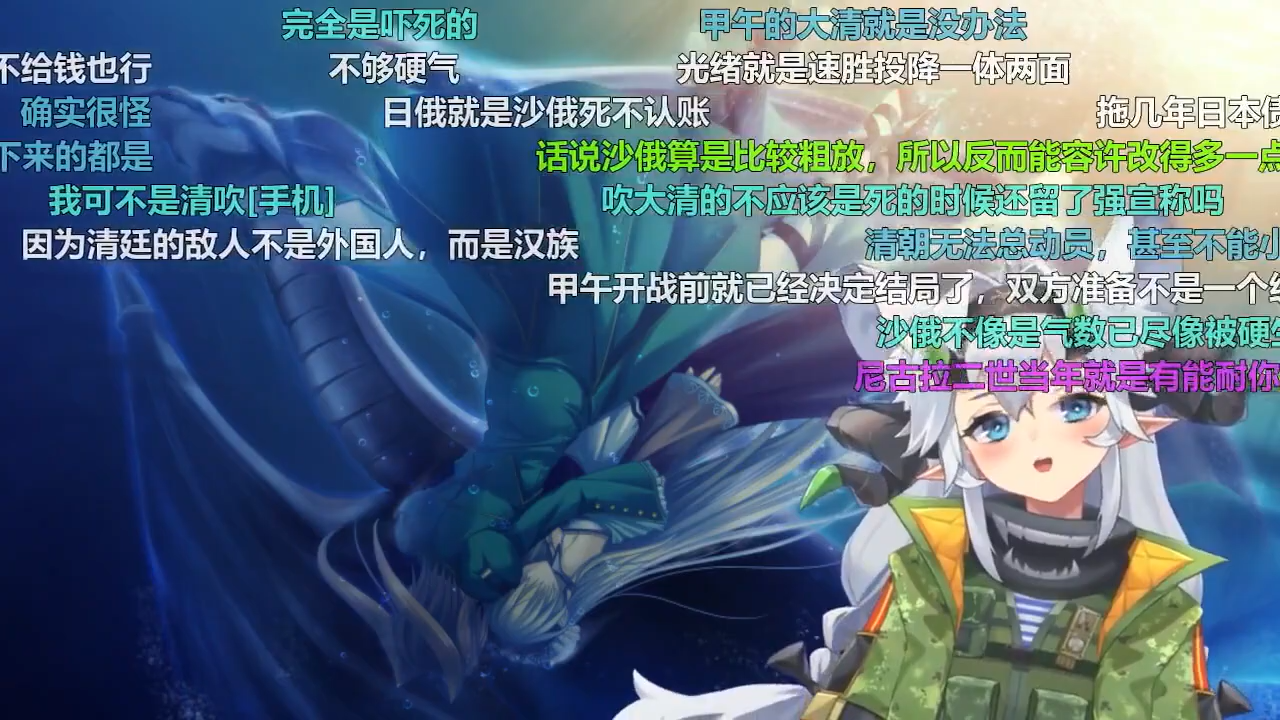 完全是吓死的
甲午的大清就是没办法
不给钱也行
不够硬气
光绪就是速胜投降一体两面
确实很怪
日俄就是沙俄死不认账
拖几年日本债
下来的都是
话说沙俄算是比较粗放，所以反而能容许改得多一点
我可不是清吹[手机]
吹大清的不应该是死的时候还留了强宣称吗
因为清廷的敌人不是外国人，而是汉族
清朝无法总动员，甚至不能小
甲午开战前就已经决定结局了，双方准备不是一个
沙俄不像是气数已尽像被硬
尼古拉二世当年就是有能耐你